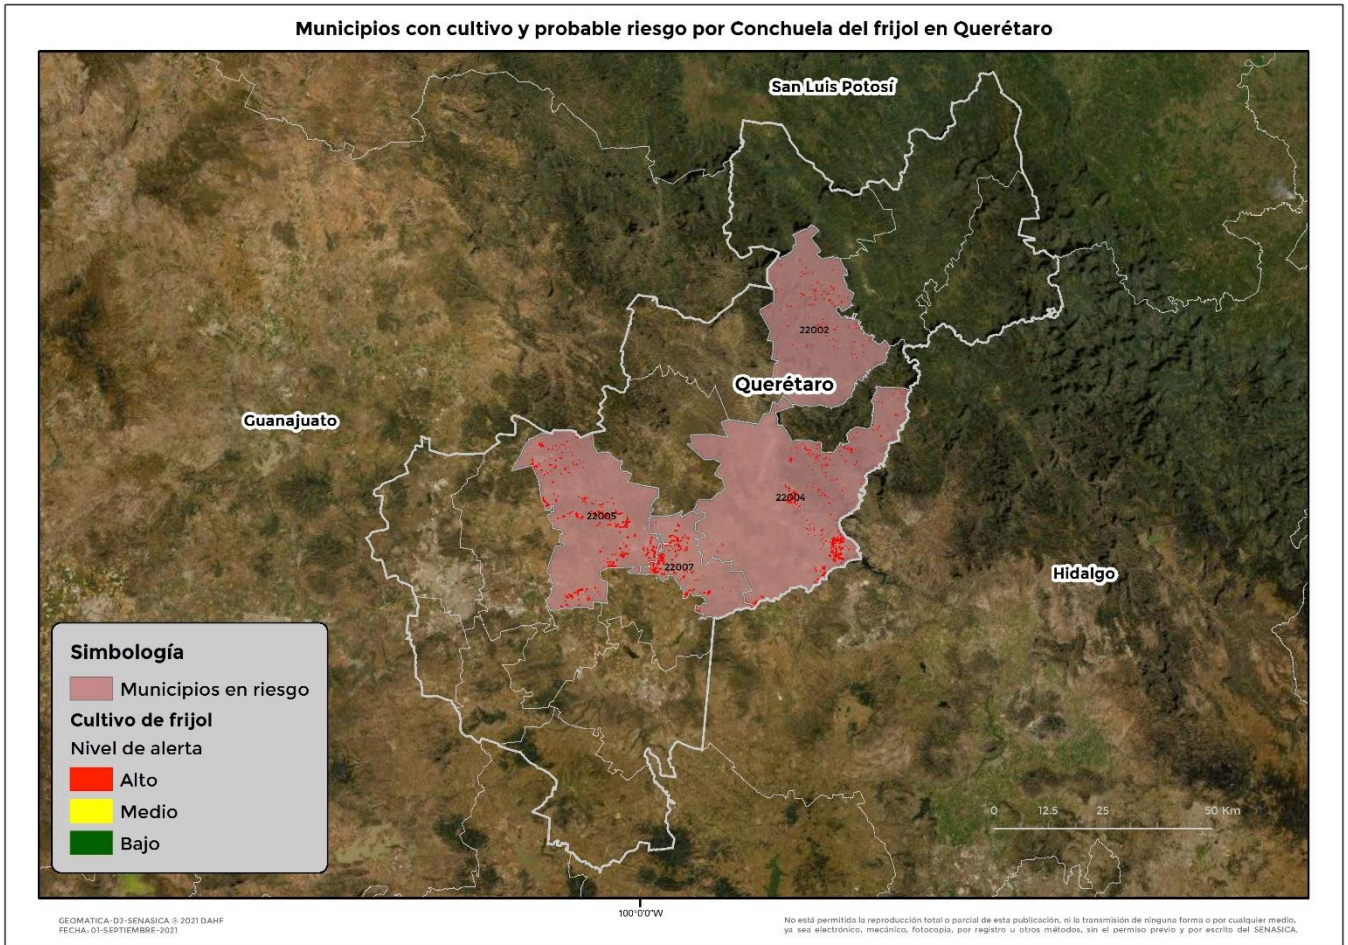 Municipios con cultivo y probable riesgo por Conchuela del frijol en Querétaro
San Luis Potosí
22002
Querétaro
Guanajuato
22004
22005
22007
Hidalgo
Simbología
Municipios en riesgo
Cultivo de frijol
Nivel de alerta
Alto
Medio
Bajo
0 12.5 25 50 Km
100°0'0"W
GEOMATICA-DJ-SENASICA ® 2021 DAHF
FECHA: 01-SEPTIEMBRE-2021
No está permitida la reproducción total o parcial de esta publicación, ni la transmisión de ninguna forma o por cualquier medio,
ya sea electrónico, mecánico, fotocopia, por registro u otros métodos, sin el permiso previo y por escrito del SENASICA.